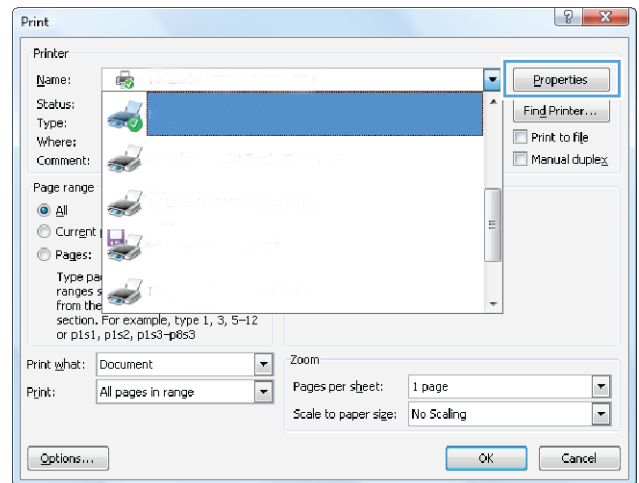 Print
Printer
Name:
Properties
Status:
Find Printer...
Type:
Print to file
Where:
Manual duplex
Comment:
Page range
All
Current
Pages:
Type
ranges
from the
section. For example, type 1, 3, 5–12
or p1s1, p1s2, p1s3–p8s3
Print what: Document
Print: All pages in range
Zoom
Pages per sheet: 1 page
Scale to paper size: No Scaling
Options...
OK
Cancel